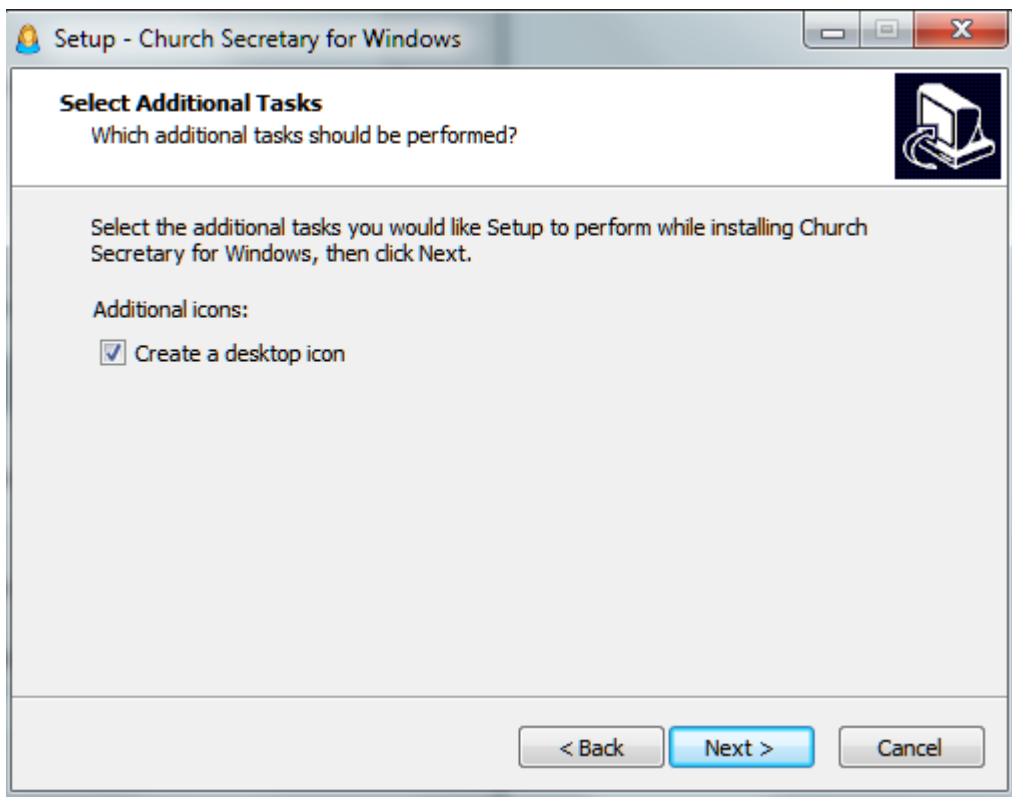 Setup - Church Secretary for Windows
Select Additional Tasks
Which additional tasks should be performed?
Select the additional tasks you would like Setup to perform while installing Church
Secretary for Windows, then click Next.
Additional icons:
Create a desktop icon
< Back
Next >
Cancel